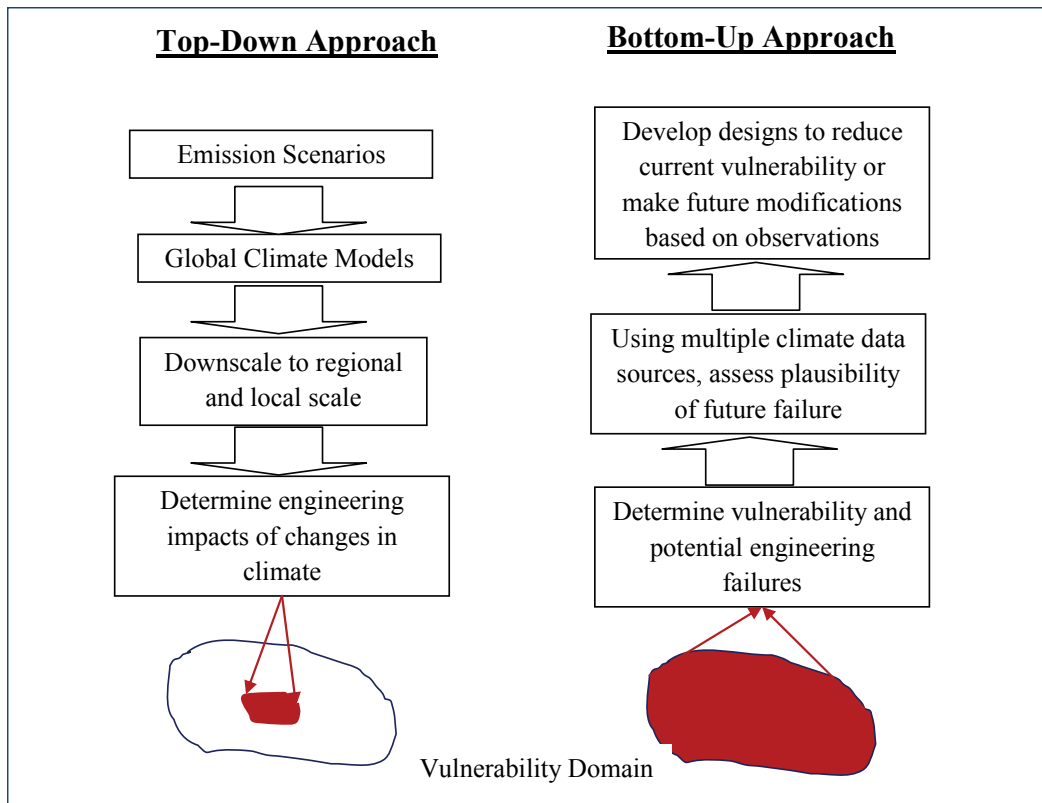 Top-Down Approach
Emission Scenarios
Global Climate Models
Downscale to regional
and local scale
Determine engineering
impacts of changes in
climate
Bottom-Up Approach
Develop designs to reduce
current vulnerability or
make future modifications
based on observations
Using multiple climate data
sources, assess plausibility
of future failure
Determine vulnerability and
potential engineering
failures
Vulnerability Domain